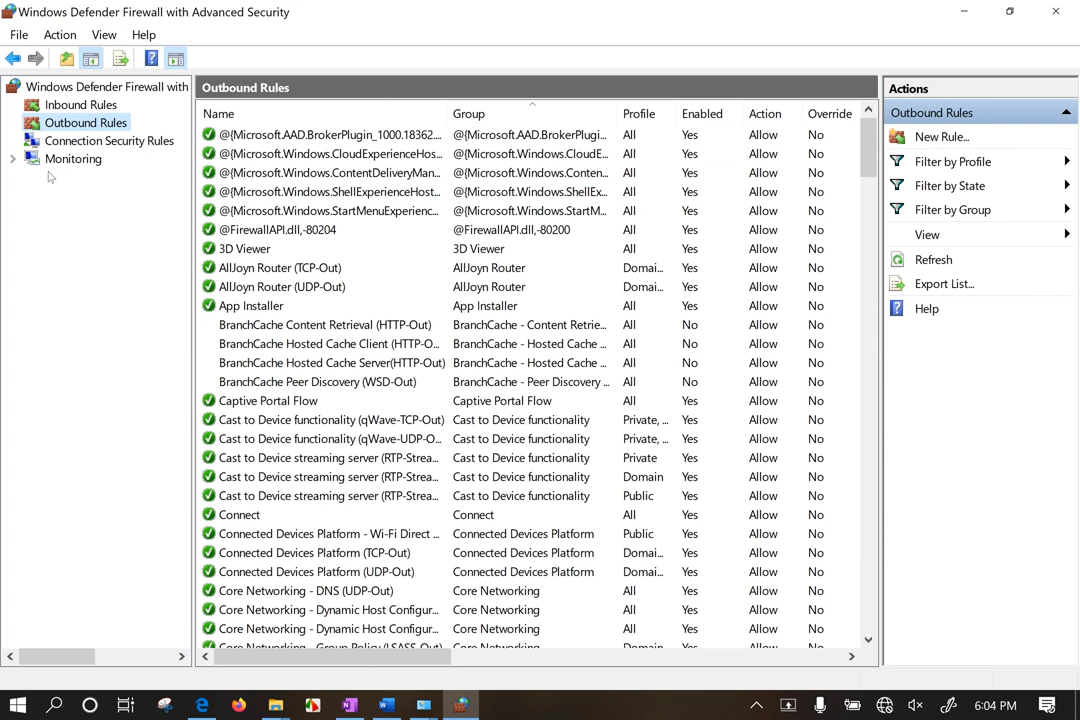 Windows Defender Firewall with Advanced Security
File Action View Help
Windows Defender Firewall with
Inbound Rules
Outbound Rules
Connection Security Rules
Monitoring
Outbound Rules
Name Group Profile Enabled Action Override
@{Microsoft.AAD.BrokerPlugin_1000.18362.... @{Microsoft.AAD.BrokerPlugi... All Yes Allow No
@{Microsoft.Windows.CloudExperienceHos... @{Microsoft.Windows.CloudE... All Yes Allow No
@{Microsoft.Windows.ContentDeliveryMan... @{Microsoft.Windows.Conten... All Yes Allow No
@{Microsoft.Windows.ShellExperienceHost... @{Microsoft.Windows.ShellEx... All Yes Allow No
@{Microsoft.Windows.StartMenuExperienc... @{Microsoft.Windows.StartM... All Yes Allow No
@FirewallAPI.dll,-80204 @FirewallAPI.dll,-80200 All Yes Allow No
3D Viewer 3D Viewer All Yes Allow No
AllJoyn Router (TCP-Out) AllJoyn Router Domai... Yes Allow No
AllJoyn Router (UDP-Out) AllJoyn Router Domai... Yes Allow No
App Installer App Installer All Yes Allow No
BranchCache Content Retrieval (HTTP-Out) BranchCache - Content Retrie... All No Allow No
BranchCache Hosted Cache Client (HTTP-O... BranchCache - Hosted Cache ... All No Allow No
BranchCache Hosted Cache Server(HTTP-Out) BranchCache - Hosted Cache ... All No Allow No
BranchCache Peer Discovery (WSD-Out) BranchCache - Peer Discovery ... All No Allow No
Captive Portal Flow Captive Portal Flow All Yes Allow No
Cast to Device functionality (qWave-TCP-Out) Cast to Device functionality Private, ... Yes Allow No
Cast to Device functionality (qWave-UDP-O... Cast to Device functionality Private, ... Yes Allow No
Cast to Device streaming server (RTP-Strea... Cast to Device functionality Private Yes Allow No
Cast to Device streaming server (RTP-Strea... Cast to Device functionality Domain Yes Allow No
Cast to Device streaming server (RTP-Strea... Cast to Device functionality Public Yes Allow No
Connect Connect All Yes Allow No
Connected Devices Platform - Wi-Fi Direct ... Connected Devices Platform Public Yes Allow No
Connected Devices Platform (TCP-Out) Connected Devices Platform Domai... Yes Allow No
Connected Devices Platform (UDP-Out) Connected Devices Platform Domai... Yes Allow No
Core Networking - DNS (UDP-Out) Core Networking All Yes Allow No
Core Networking - Dynamic Host Configur... Core Networking All Yes Allow No
Core Networking - Dynamic Host Configur... Core Networking All Yes Allow No
Core Networking - Group Policy (LSASS-Out) Core Networking Domain Yes Allow No
Actions
Outbound Rules
New Rule...
Filter by Profile
Filter by State
Filter by Group
View
Refresh
Export List...
Help
6:04 PM